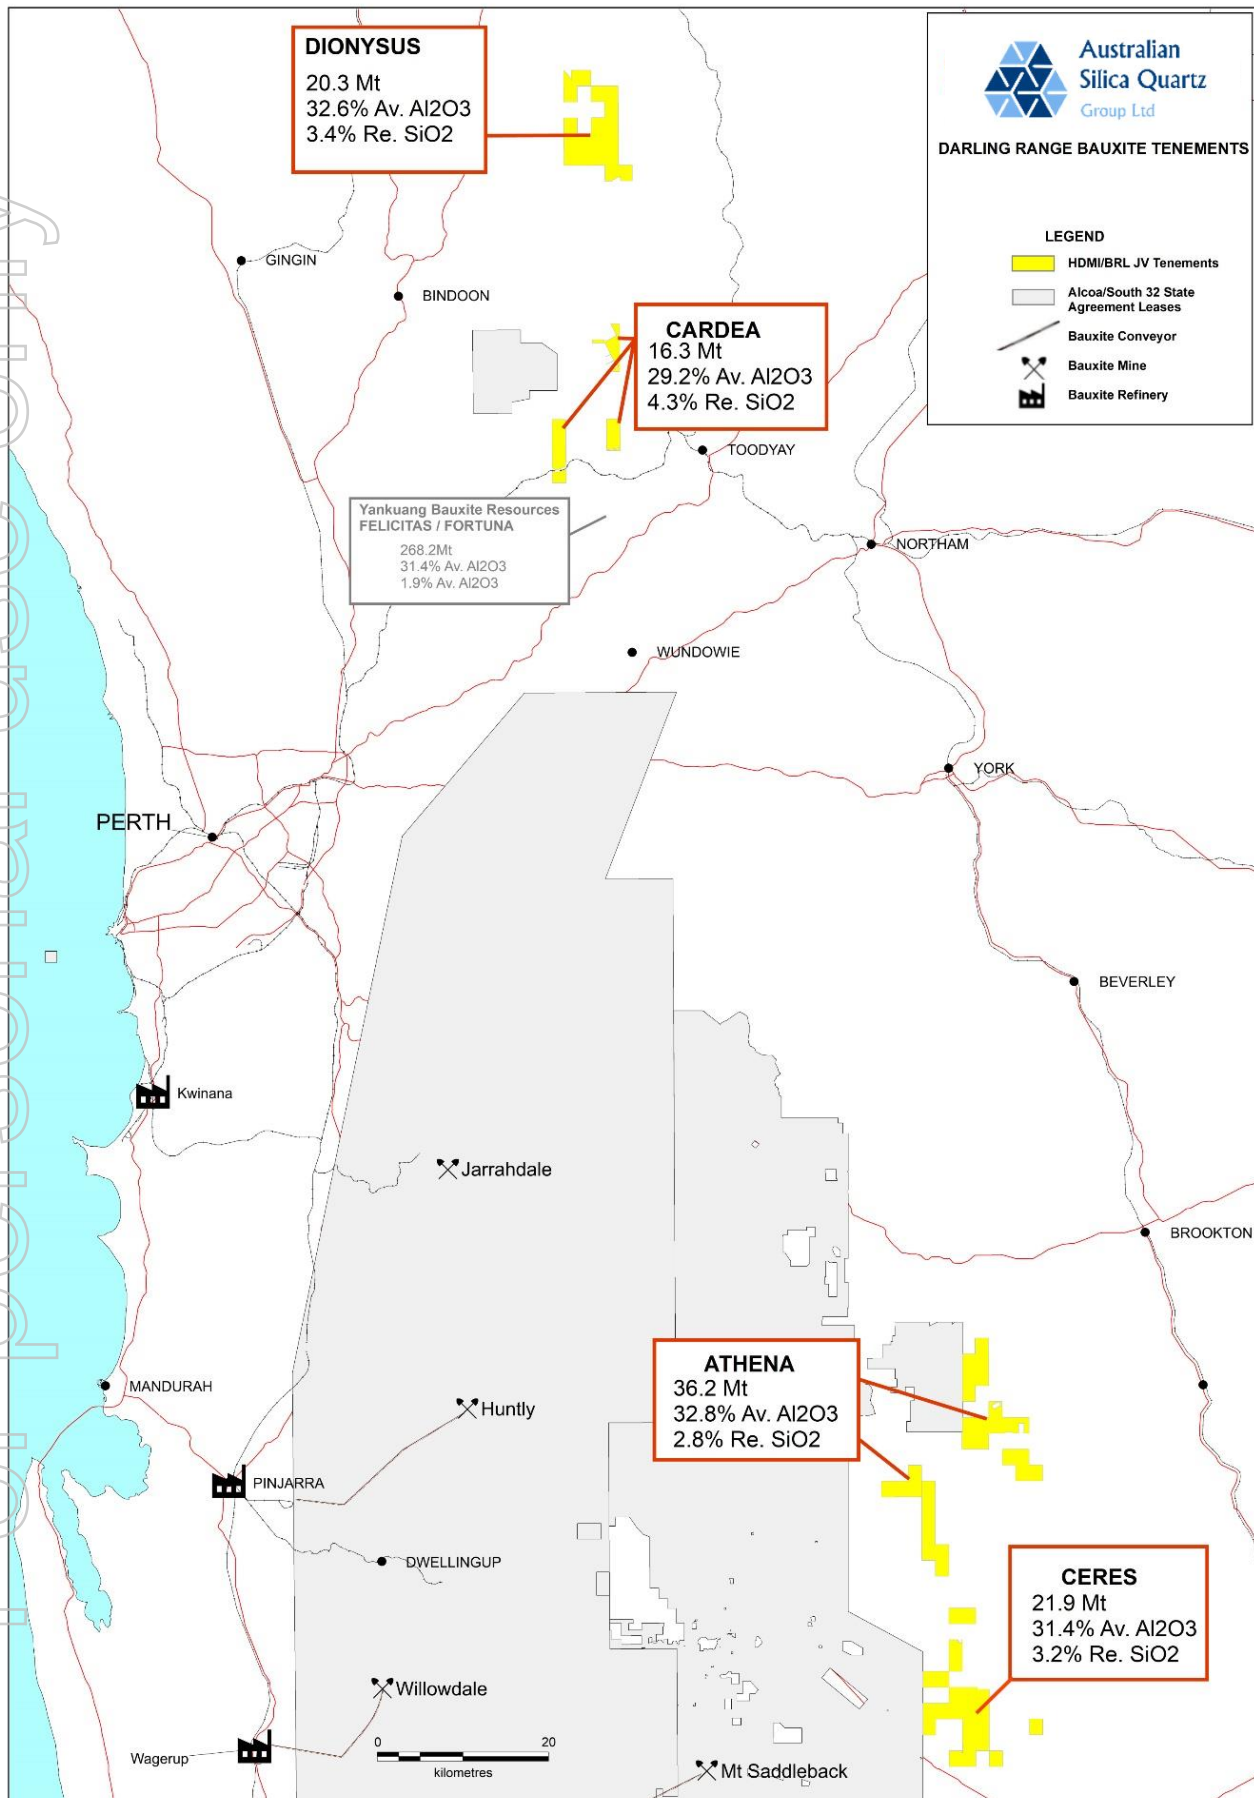 DIONYSUS
20.3 Mt
32.6% Av. Al2O3
3.4% Re. SiO2
Australian
Silica Quartz
Group Ltd
DARLING RANGE BAUXITE TENEMENTS
LEGEND
HDMI/BRL JV Tenements
Alcoa/South 32 State
Agreement Leases
Bauxite Conveyor
Bauxite Mine
Bauxite Refinery
GINGIN
BINDOON
CARDEA
16.3 Mt
29.2% Av. Al2O3
4.3% Re. SiO2
TOODYAY
Yankuang Bauxite Resources
FELICITAS / FORTUNA
268.2Mt
31.4% Av. Al2O3
1.9% Av. Al2O3
NORTHAM
WUNDOWIE
YORK
PERTH
BEVERLEY
Kwinana
Jarrahdale
BROOKTON
ATHENA
36.2 Mt
32.8% Av. Al2O3
2.8% Re. SiO2
MANDURAH
Huntly
PINJARRA
DWELLINGUP
CERES
21.9 Mt
31.4% Av. Al2O3
3.2% Re. SiO2
Willowdale
Wagerup
0 20
kilometres
Mt Saddleback
For personal use only